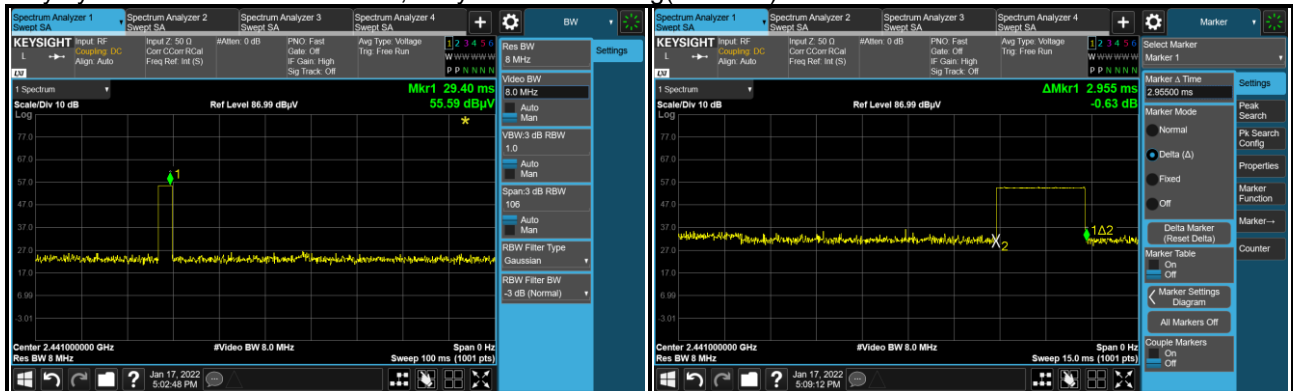 Spectrum Analyzer 1
Swept SA
Spectrum Analyzer 2
Swept SA
Spectrum Analyzer 3
Swept SA
Spectrum Analyzer 4
Swept SA
+
BW
KEYSIGHT
L
LXI
Input: RF
Coupling: DC
Align: Auto
Input Z: 50 Ω
Corr CCorr RCal
Freq Ref: Int (S)
#Atten: 0 dB
PNO: Fast
Gate: Off
IF Gain: High
Sig Track: Off
Avg Type: Voltage
Trig: Free Run
1 2 3 4 5 6
W W W W W W
P P N N N N
1 Spectrum
Scale/Div 10 dB
Log
Ref Level 86.99 dBµV
Mkr1 29.40 ms
55.59 dBµV
*
77.0
67.0
57.0
47.0
37.0
27.0
17.0
6.99
-3.01
1
Center 2.441000000 GHz
Res BW 8 MHz
#Video BW 8.0 MHz
Span 0 Hz
Sweep 100 ms (1001 pts)
Jan 17, 2022
5:02:48 PM
Res BW
8 MHz
Video BW
8.0 MHz
Auto
Man
VBW:3 dB RBW
1.0
Auto
Man
Span:3 dB RBW
106
Auto
Man
RBW Filter Type
Gaussian
RBW Filter BW
-3 dB (Normal)
Settings
Spectrum Analyzer 1
Swept SA
Spectrum Analyzer 2
Swept SA
Spectrum Analyzer 3
Swept SA
Spectrum Analyzer 4
Swept SA
+
Marker
KEYSIGHT
L
LXI
Input: RF
Coupling: DC
Align: Auto
Input Z: 50 Ω
Corr CCorr RCal
Freq Ref: Int (S)
#Atten: 0 dB
PNO: Fast
Gate: Off
IF Gain: High
Sig Track: Off
Avg Type: Voltage
Trig: Free Run
1 2 3 4 5 6
W W W W W W
P P N N N N
1 Spectrum
Scale/Div 10 dB
Log
Ref Level 86.99 dBµV
ΔMkr1 2.955 ms
-0.63 dB
77.0
67.0
57.0
47.0
37.0
27.0
17.0
6.99
-3.01
1Δ2
X2
Center 2.441000000 GHz
Res BW 8 MHz
#Video BW 8.0 MHz
Span 0 Hz
Sweep 15.0 ms (1001 pts)
Jan 17, 2022
5:09:12 PM
Select Marker
Marker 1
Marker Δ Time
2.95500 ms
Marker Mode
Normal
Delta (Δ)
Fixed
Off
Delta Marker
(Reset Delta)
Marker Table
On
Off
Marker Settings
Diagram
All Markers Off
Couple Markers
On
Off
Settings
Peak
Search
Pk Search
Config
Properties
Marker
Function
Marker→
Counter